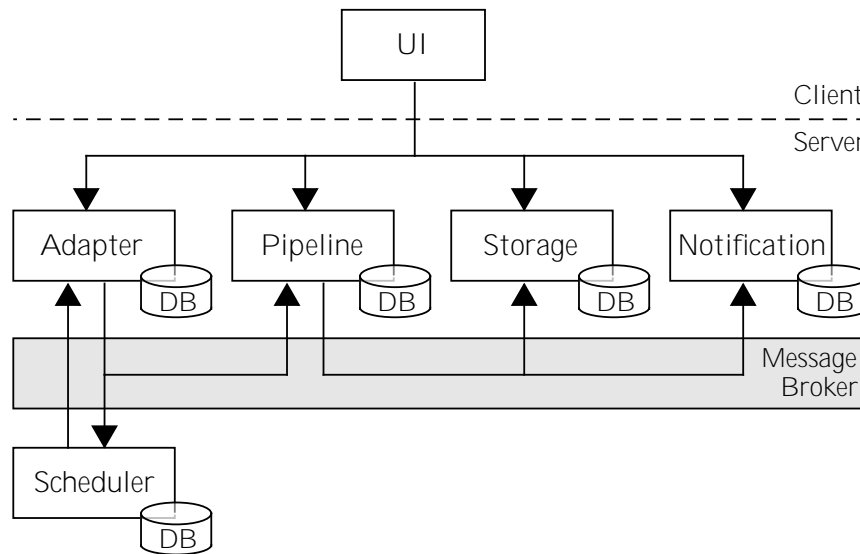 UI
Client
Server
Adapter
Pipeline
Storage
Notification
DB
DB
DB
DB
Message
Broker
Scheduler
DB